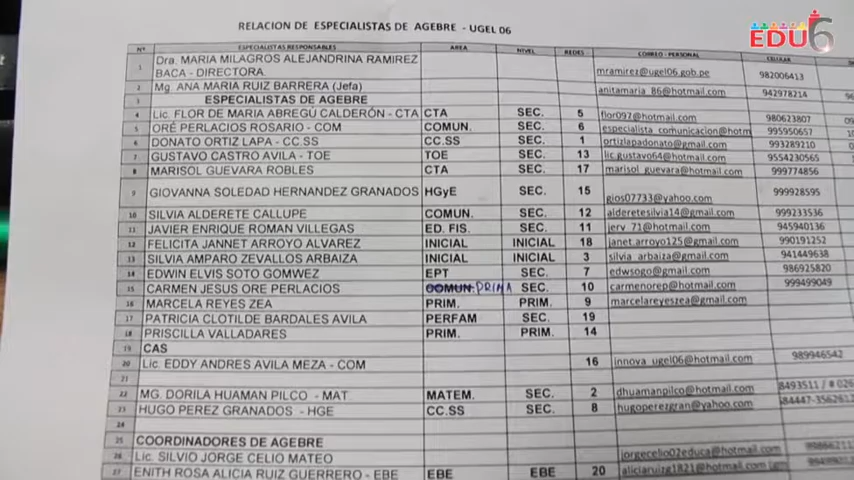 EDU6
RELACION DE ESPECIALISTAS DE AGEBRE - UGEL 06
Nº ESPECIALISTAS RESPONSABLES AREA NIVEL REDES CORREO - PERSONAL CELULAR
1 Dra. MARIA MILAGROS ALEJANDRINA RAMIREZ
BACA - DIRECTORA mramirez@ugel06.gob.pe 982006413
2 Mg. ANA MARIA RUIZ BARRERA (Jefa) anitamaria_86@hotmail.com 942978214
3 ESPECIALISTAS DE AGEBRE
4 Lic. FLOR DE MARIA ABREGÚ CALDERÓN - CTA CTA SEC. 5 flor097@hotmail.com 980623807
5 ORÉ PERLACIOS ROSARIO - COM COMUN. SEC. 6 especialista_comunicacion@hotm 995950657
6 DONATO ORTIZ LAPA - CC.SS CC.SS SEC. 1 ortizlapadonato@gmail.com 993289210
7 GUSTAVO CASTRO AVILA - TOE TOE SEC. 13 lic.gustavo64@hotmail.com 9554230565
8 MARISOL GUEVARA ROBLES CTA SEC. 17 marisol_guevara@hotmail.com 999774856
9 GIOVANNA SOLEDAD HERNANDEZ GRANADOS HGyE SEC. 15 gios07733@yahoo.com 999928595
10 SILVIA ALDERETE CALLUPE COMUN. SEC. 12 alderetesilvia14@gmail.com 999233536
11 JAVIER ENRIQUE ROMAN VILLEGAS ED. FIS. SEC. 11 jerv_71@hotmail.com 945940136
12 FELICITA JANNET ARROYO ALVAREZ INICIAL INICIAL 18 janet.arroyo125@gmail.com 990191252
13 SILVIA AMPARO ZEVALLOS ARBAIZA INICIAL INICIAL 3 silvia_arbaiza@gmail.com 941449638
14 EDWIN ELVIS SOTO GOMWEZ EPT SEC. 7 edwsogo@gmail.com 986925820
15 CARMEN JESUS ORE PERLACIOS COMUN. PRIMA SEC. 10 carmenorep@hotmail.com 999499049
16 MARCELA REYES ZEA PRIM. PRIM. 9 marcelareyeszea@gmail.com
17 PATRICIA CLOTILDE BARDALES AVILA PERFAM SEC. 19
18 PRISCILLA VALLADARES PRIM. PRIM. 14
19 CAS
20 Lic. EDDY ANDRES AVILA MEZA - COM 16 innova_ugel06@hotmail.com 989946542
21
22 MG. DORILA HUAMAN PILCO - MAT MATEM. SEC. 2 dhuamanpilco@hotmail.com 8493511 / # 026
23 HUGO PEREZ GRANADOS - HGE CC.SS SEC. 8 hugoperezgran@yahoo.com 84447-3562612
24
25 COORDINADORES DE AGEBRE
26 Lic. SILVIO JORGE CELIO MATEO jorgecelio02educa@hotmail.com
27 ENITH ROSA ALICIA RUIZ GUERRERO - EBE EBE EBE 20 aliciaruizg1821@hotmail.com